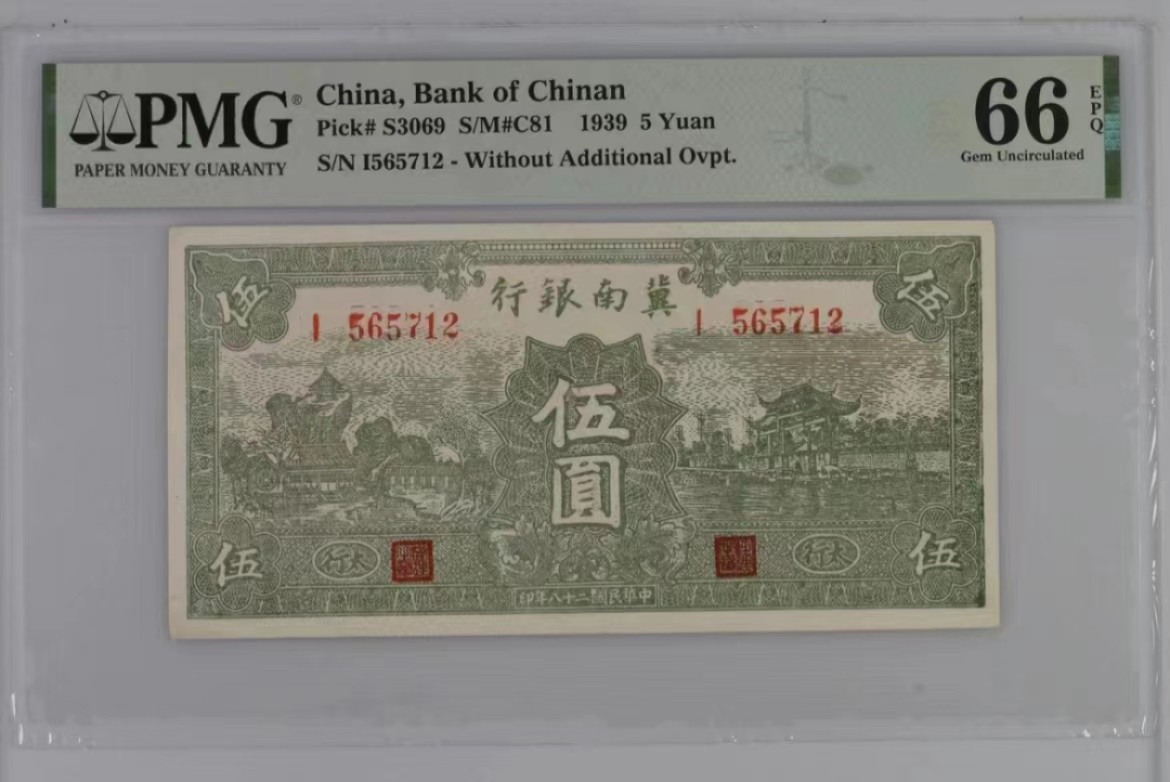 PMG®
PAPER MONEY GUARANTY
China, Bank of Chinan
Pick# S3069 S/M#C81 1939 5 Yuan
S/N I565712 - Without Additional Ovpt.
66
Gem Uncirculated
EPQ
行銀南冀
伍
伍
I 565712
I 565712
伍圓
伍
行太
行太
伍
印年八十二國民華中